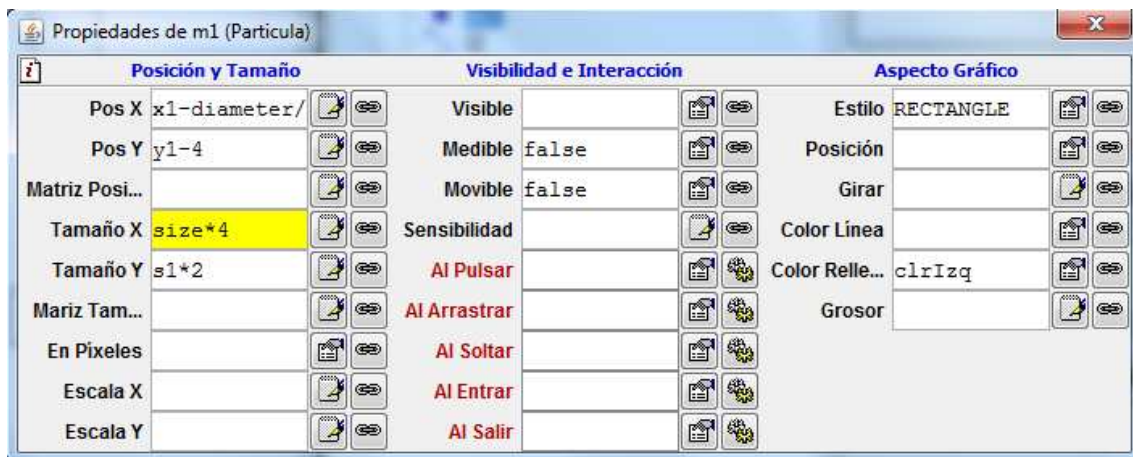 Propiedades de m1 (Particula)
Posición y Tamaño Visibilidad e Interacción Aspecto Gráfico
Pos X x1-diameter/ Visible Estilo RECTANGLE
Pos Y y1-4 Medible false Posición
Matriz Posi... Movible false Girar
Tamaño X size*4 Sensibilidad Color Línea
Tamaño Y s1*2 Al Pulsar Color Relle... clrIzq
Mariz Tam... Al Arrastrar Grosor
En Pixeles Al Soltar
Escala X Al Entrar
Escala Y Al Salir